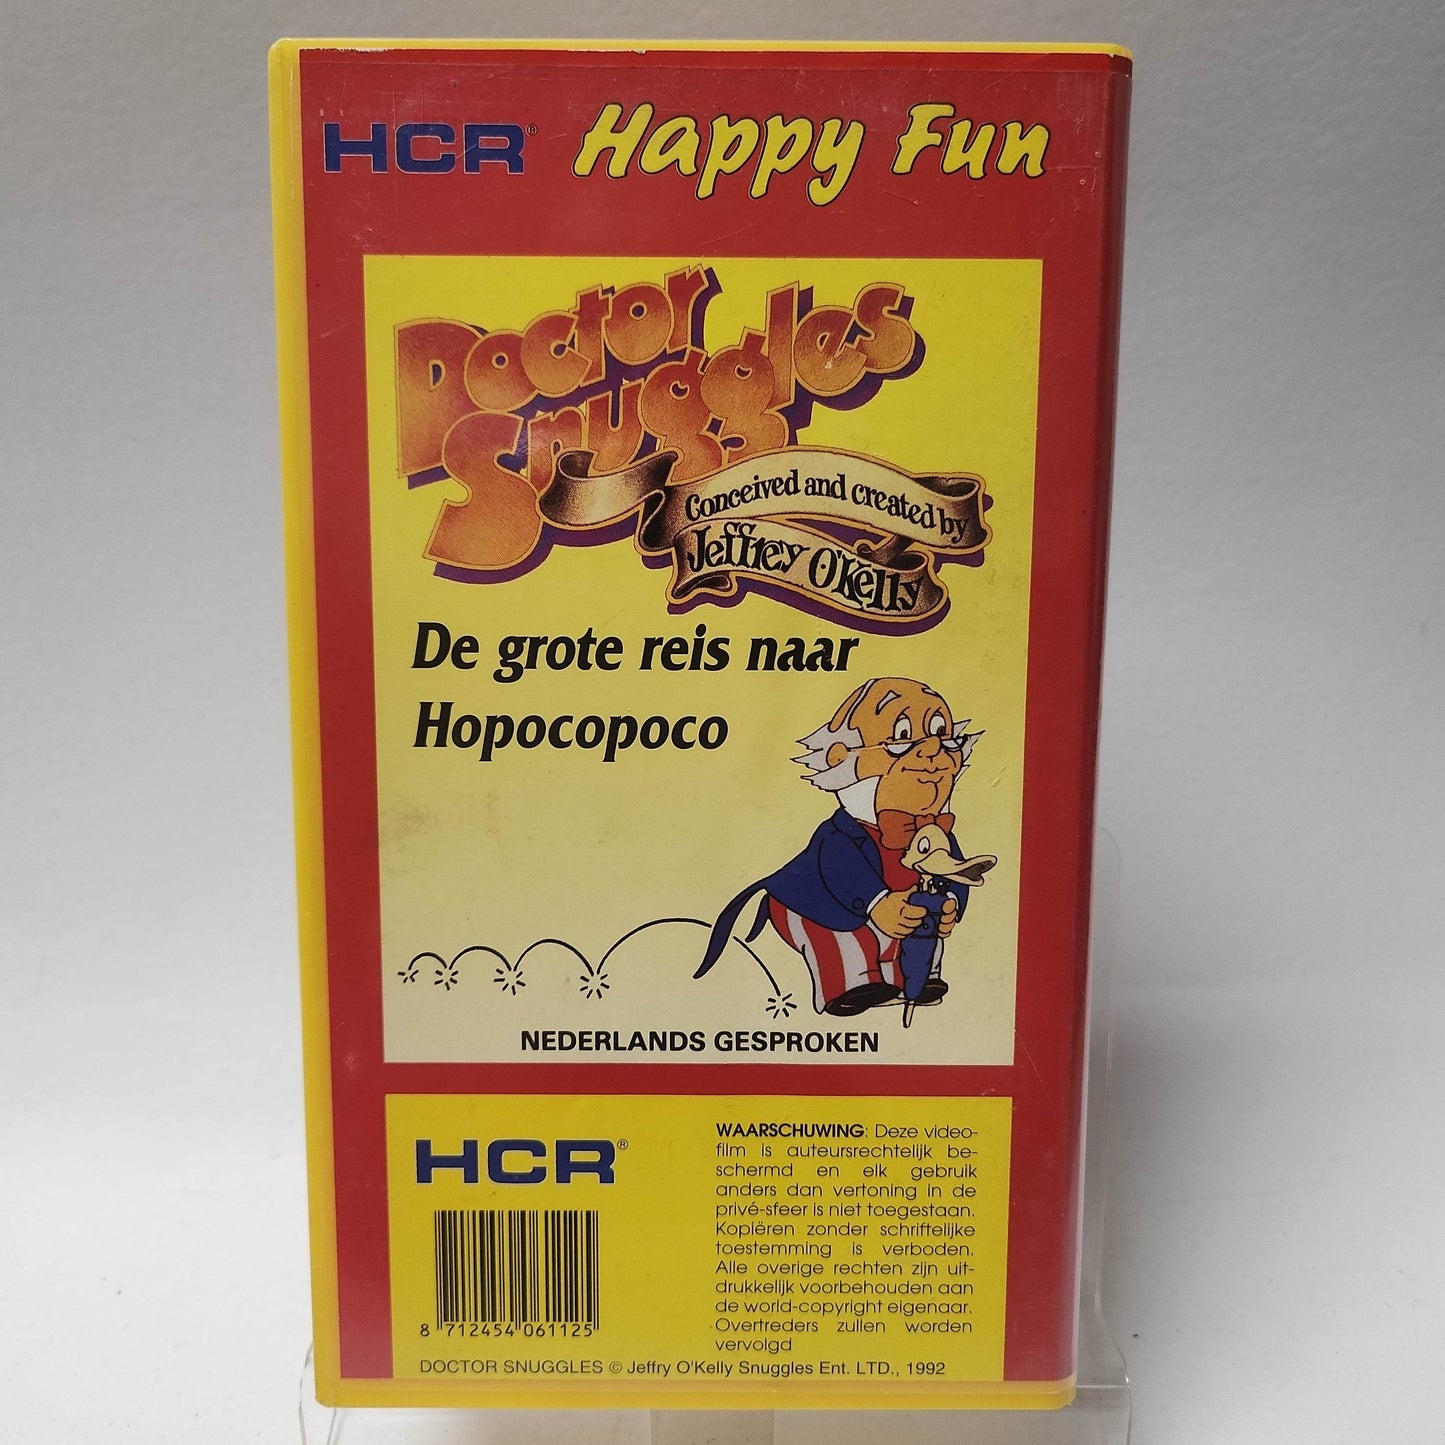 HCR® Happy Fun
Doctor
Snuggles
Conceived and created by
Jeffrey O'Kelly
De grote reis naar
Hopocopoco
NEDERLANDS GESPROKEN
HCR®
8 712454 061125
WAARSCHUWING: Deze video-
film is auteursrechtelijk be-
schermd en elk gebruik
anders dan vertoning in de
privé-sfeer is niet toegestaan.
Kopiëren zonder schriftelijke
toestemming is verboden.
Alle overige rechten zijn uit-
drukkelijk voorbehouden aan
de world-copyright eigenaar.
Overtreders zullen worden
vervolgd
DOCTOR SNUGGLES © Jeffry O'Kelly Snuggles Ent. LTD., 1992